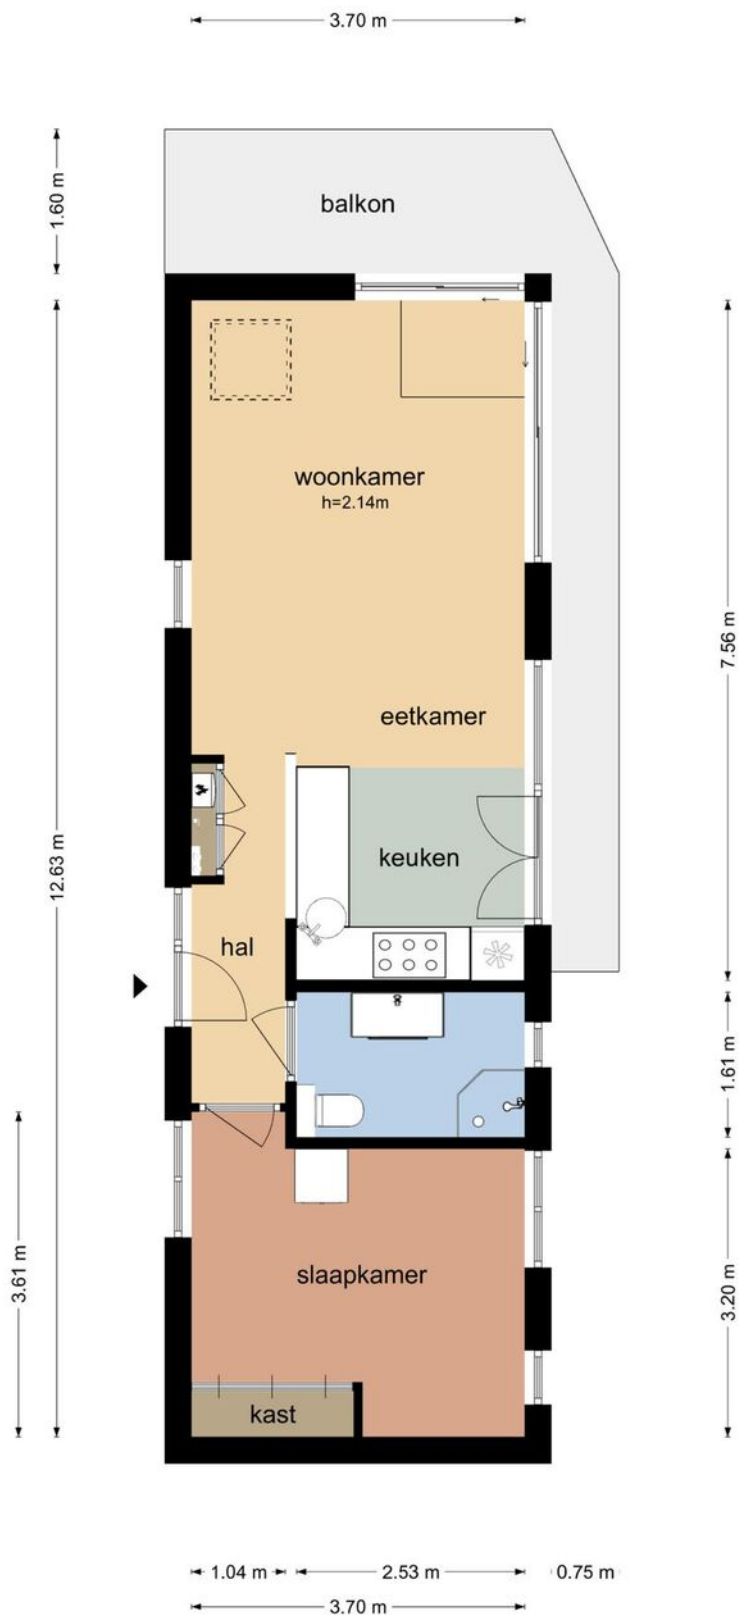 3.70 m
1.60 m
balkon
woonkamer
h=2.14m
7.56 m
eetkamer
keuken
12.63 m
hal
1.61 m
3.61 m
slaapkamer
3.20 m
kast
1.04 m
2.53 m
0.75 m
3.70 m